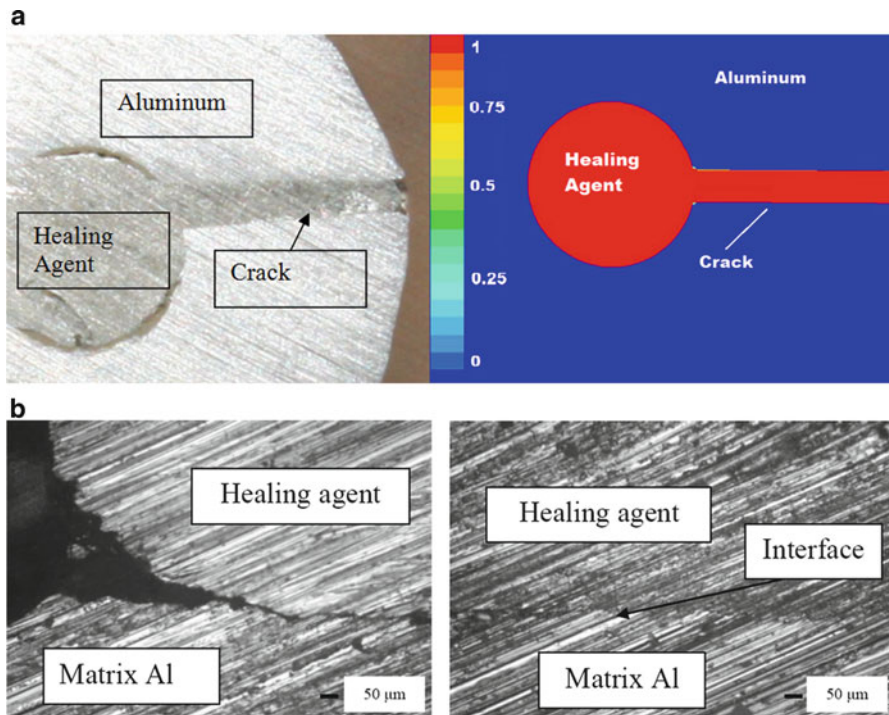 a
Aluminum
Healing
Agent
Crack
1
0.75
0.5
0.25
0
Aluminum
Healing
Agent
Crack
b
Healing agent
Matrix Al
50 μm
Healing agent
Interface
Matrix Al
50 μm